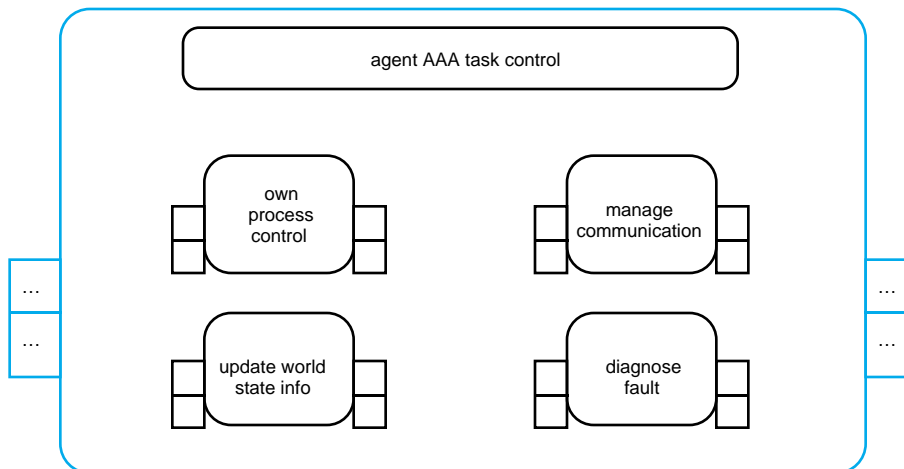 agent AAA task control
own
process
control
manage
communication
…
…
…
…
update world
state info
diagnose
fault